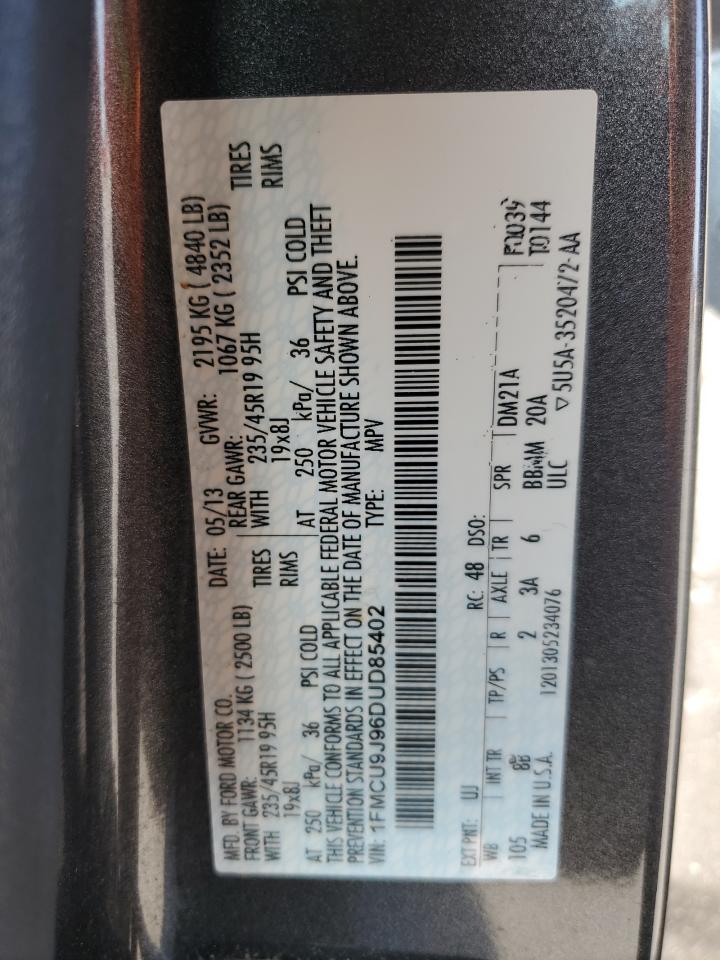 MFD. BY FORD MOTOR CO. DATE: 05/13 GVWR: 2195 KG ( 4840 LB)
FRONT GAWR: 1134 KG ( 2500 LB) REAR GAWR: 1067 KG ( 2352 LB)
WITH 235/45R19 95H TIRES WITH 235/45R19 95H TIRES
19x8J RIMS 19x8J RIMS
AT 250 kPa/ 36 PSI COLD AT 250 kPa/ 36 PSI COLD
THIS VEHICLE CONFORMS TO ALL APPLICABLE FEDERAL MOTOR VEHICLE SAFETY AND THEFT
PREVENTION STANDARDS IN EFFECT ON THE DATE OF MANUFACTURE SHOWN ABOVE.
VIN: 1FMCU9J96DUD85402 TYPE: MPV
EXT PNT: UJ RC: 48 DSO:
WB INT TR TP/PS R AXLE TR SPR DM21A F0039
105 8B 2 3A 6 BBMM 20A T0144
ULC
MADE IN U.S.A. 1201305234076 ▽5U5A-3520472-AA